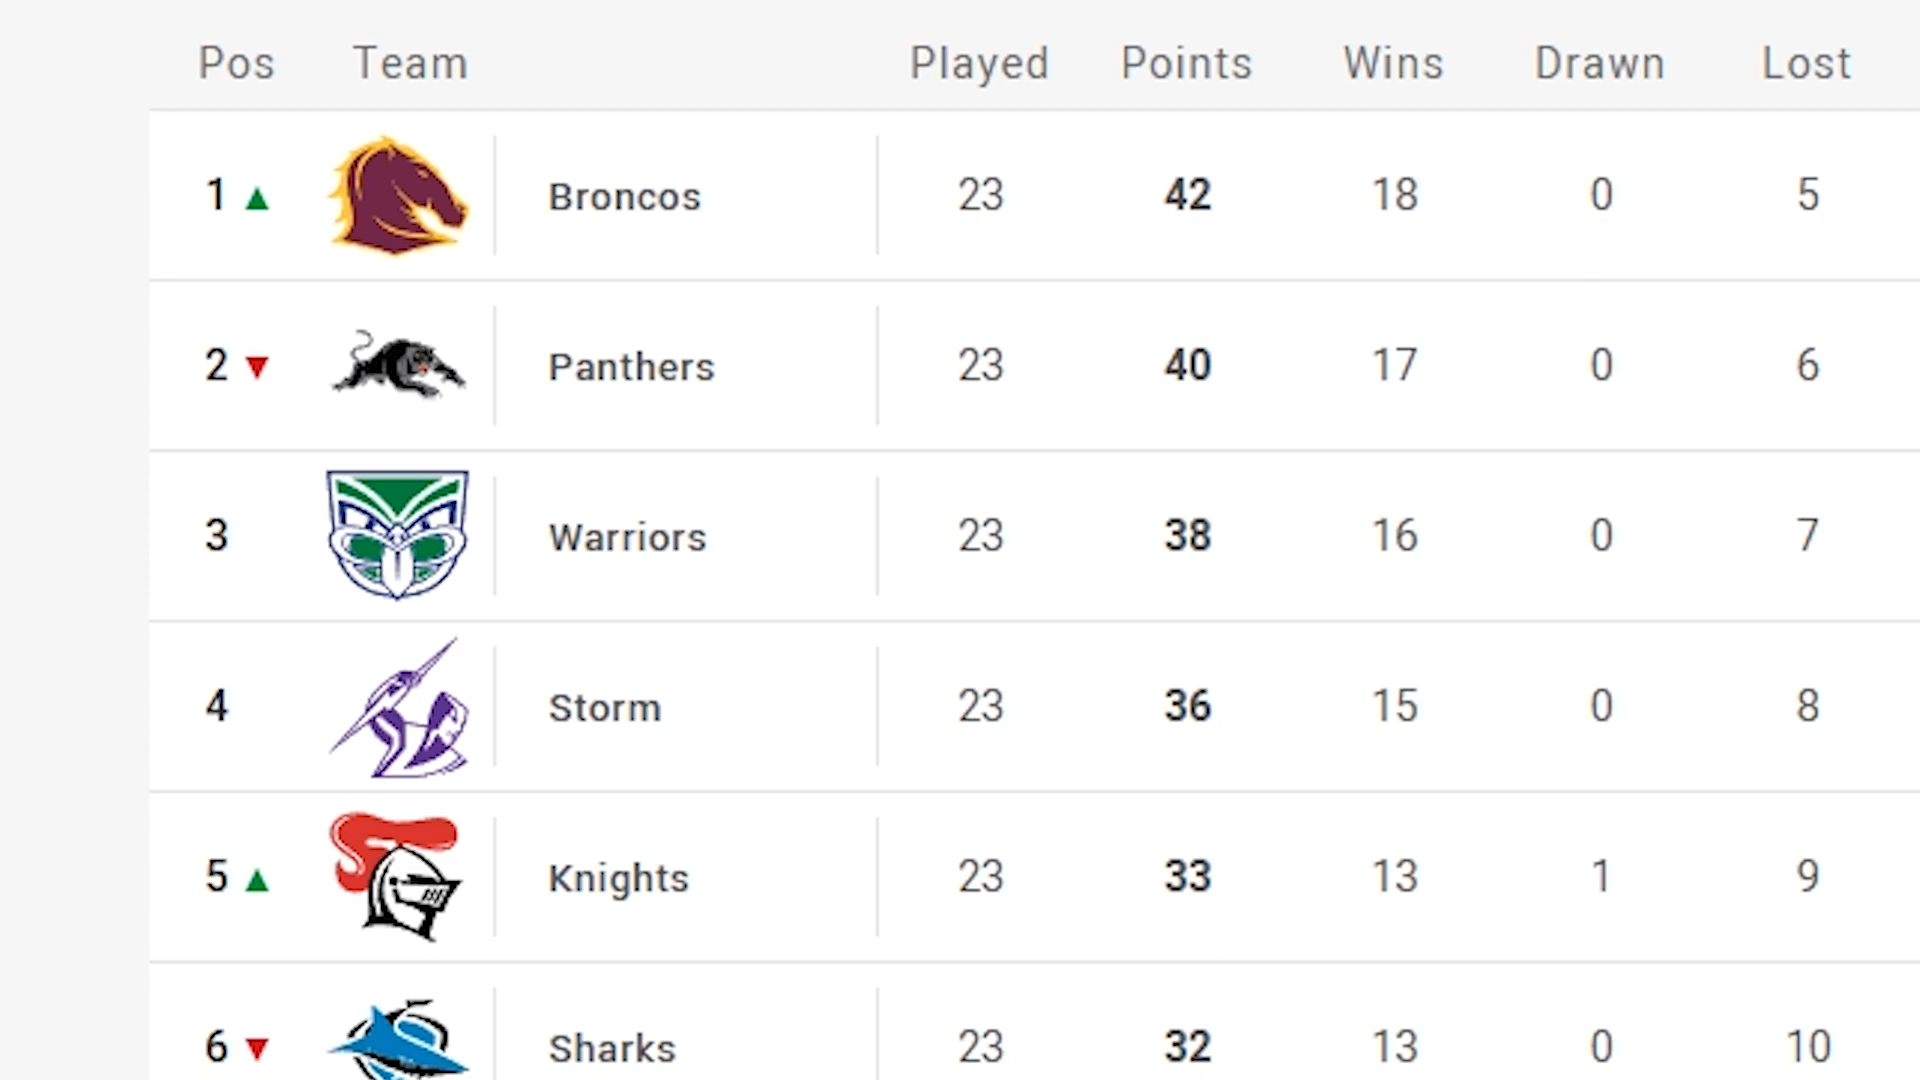 Pos Team Played Points Wins Drawn Lost
1 ▲ Broncos 23 42 18 0 5
2 ▼ Panthers 23 40 17 0 6
3 Warriors 23 38 16 0 7
4 Storm 23 36 15 0 8
5 ▲ Knights 23 33 13 1 9
6 ▼ Sharks 23 32 13 0 10